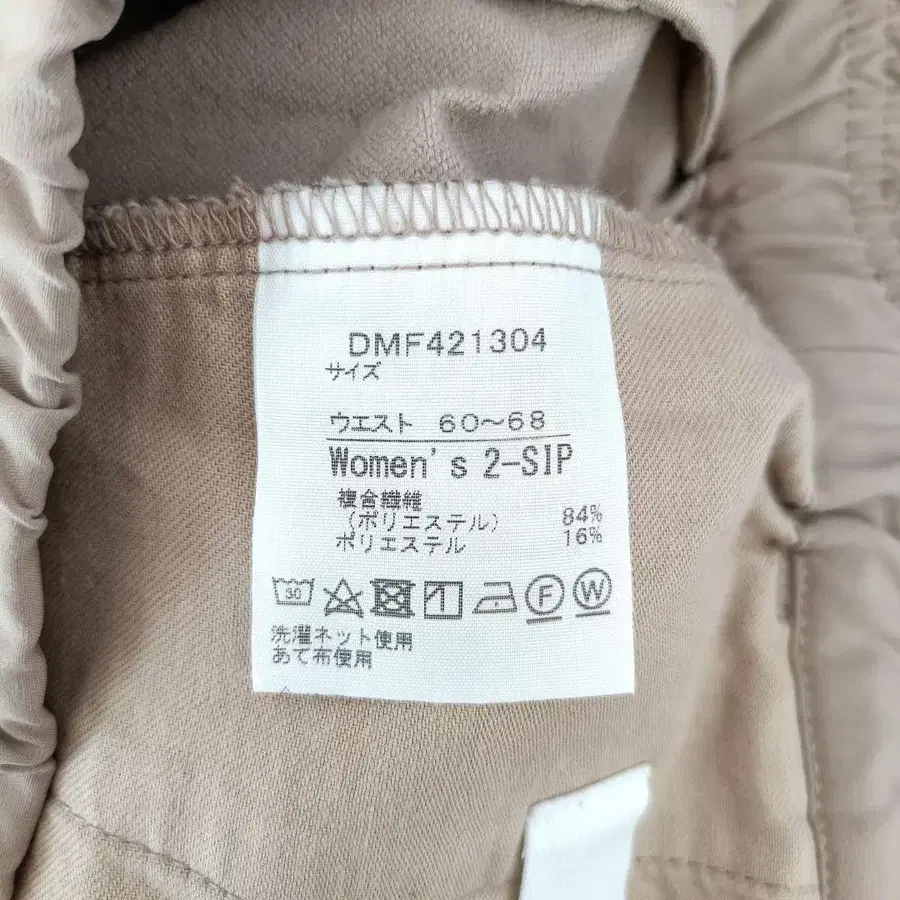 DMF421304
サイズ
ウエスト 60～68
Women's 2-SIP
複合繊維
(ポリエステル) 84%
ポリエステル 16%
30 F W
洗濯ネット使用
あて布使用